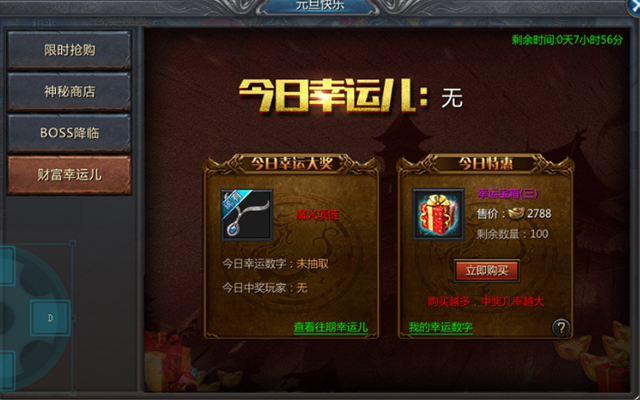 元旦快乐
剩余时间:0天7小时56分
限时抢购
神秘商店
BOSS降临
财富幸运儿
今日幸运儿：无
今日幸运大奖
今日幸运数字：未抽取
今日中奖玩家：无
查看往期幸运儿
今日特惠
幸运宝箱(三)
售价：2788
剩余数量：100
立即购买
购买越多，中奖几率越大
我的幸运数字
?
D